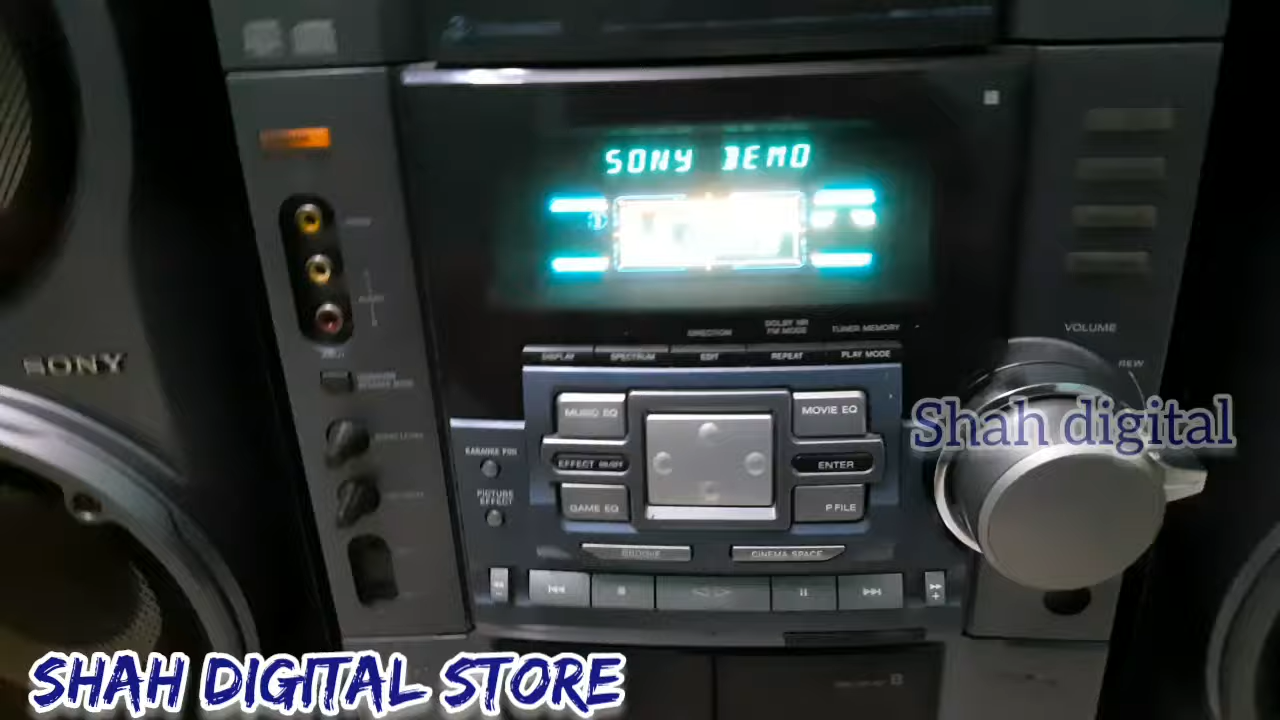 SONY DEMO
VOLUME
REW
DIRECTION
DOLBY NR
FM MODE
TUNER MEMORY
DISPLAY
SPECTRUM
EDIT
REPEAT
PLAY MODE
SONY
MUSIC EQ
MOVIE EQ
Shah digital
KARAOKE PON
EFFECT ON/OFF
ENTER
PICTURE
EFFECT
GAME EQ
P FILE
GROOVE
CINEMA SPACE
SHAH DIGITAL STORE